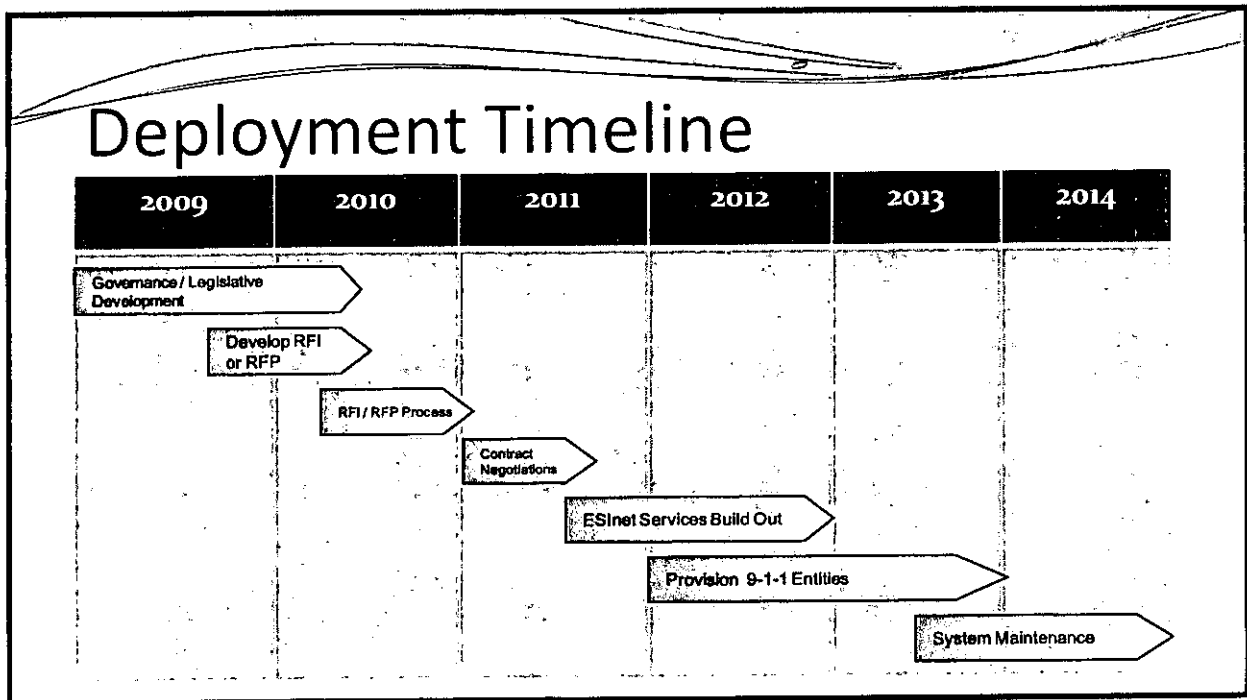 Deployment Timeline
2009 2010 2011 2012 2013 2014
Governance / Legislative
Development
Develop RFI
or RFP
RFI / RFP Process
Contract
Negotiations
ESInet Services Build Out
Provision 9-1-1 Entities
System Maintenance